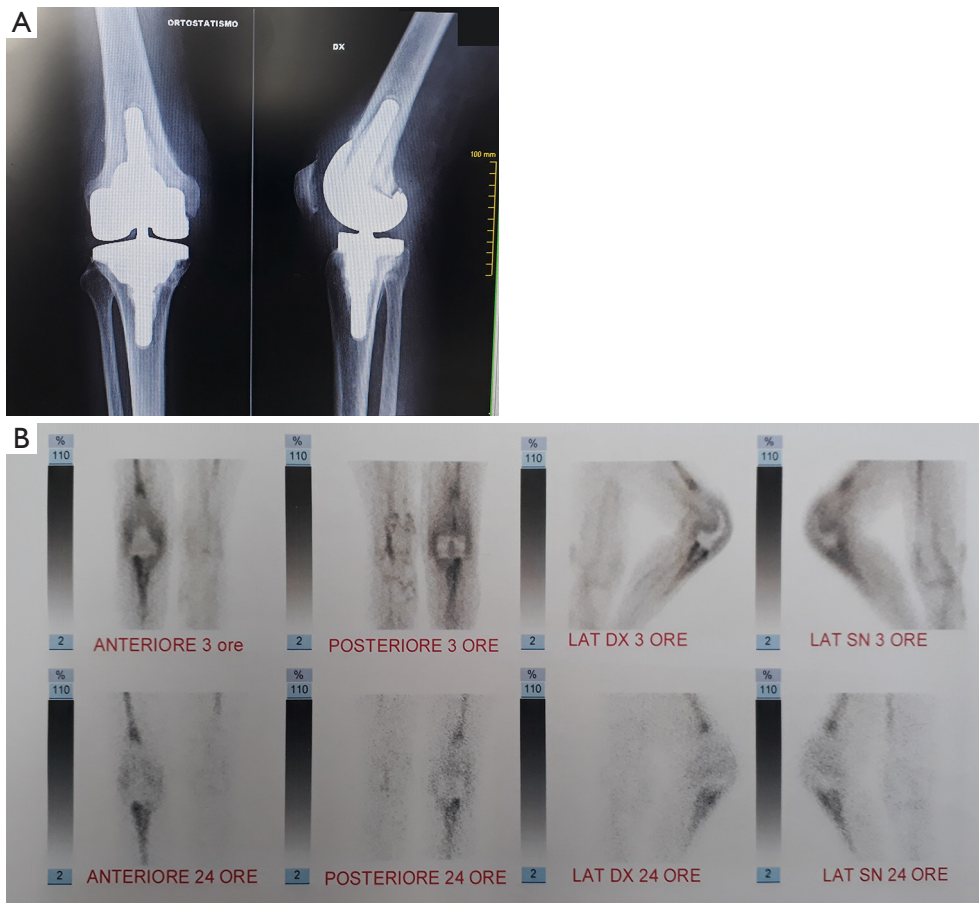 A
ORTOSTATISMO
DX
100 mm
B
% % % %
110 110 110 110
2 ANTERIORE 3 ore 2 POSTERIORE 3 ORE 2 LAT DX 3 ORE 2 LAT SN 3 ORE
% % % %
110 110 110 110
2 ANTERIORE 24 ORE 2 POSTERIORE 24 ORE 2 LAT DX 24 ORE 2 LAT SN 24 ORE